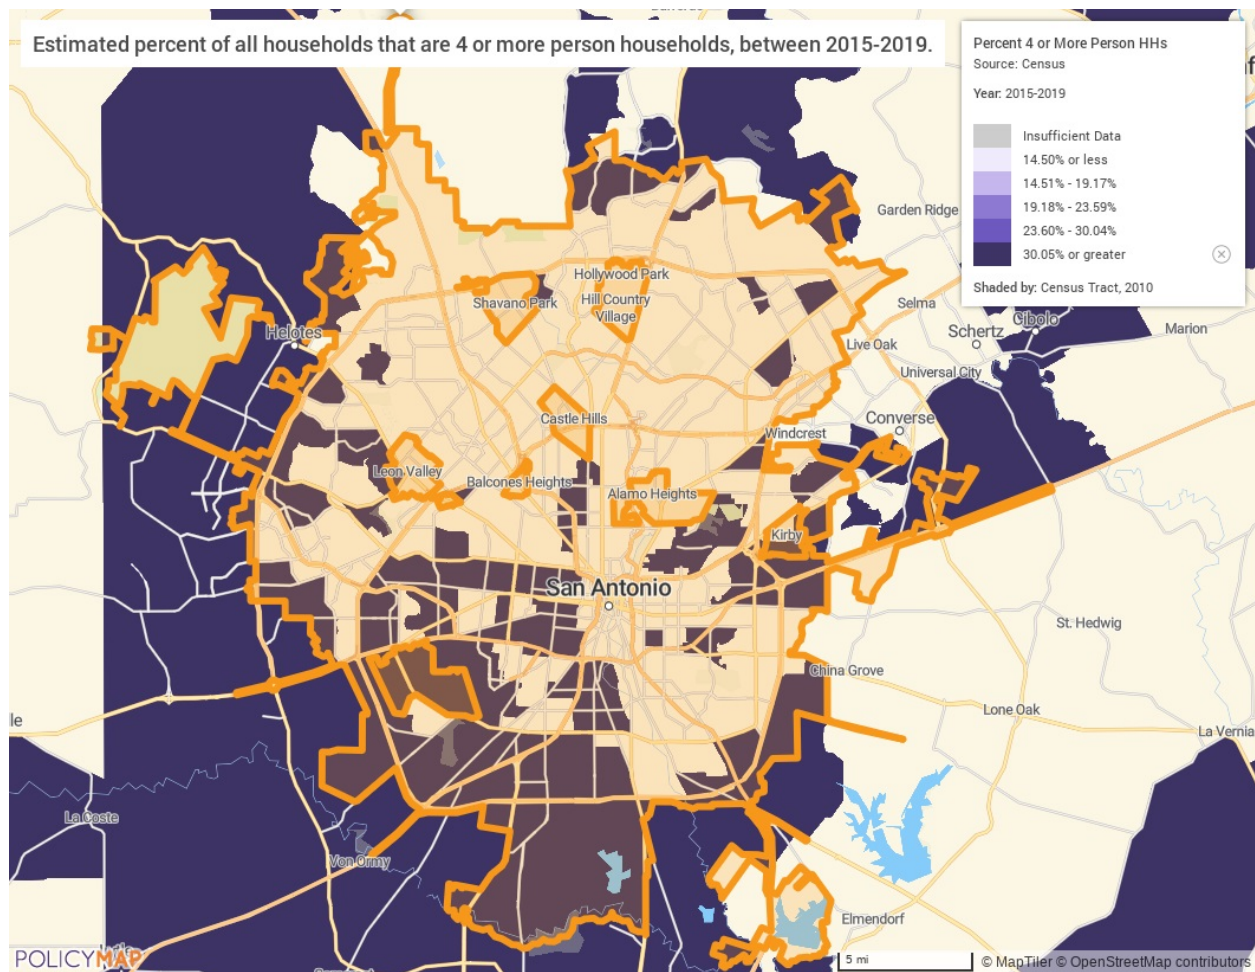 Estimated percent of all households that are 4 or more person households, between 2015-2019.
Percent 4 or More Person HHs
Source: Census
Year: 2015-2019
Insufficient Data
14.50% or less
14.51% - 19.17%
19.18% - 23.59%
23.60% - 30.04%
30.05% or greater
Shaded by: Census Tract, 2010
Garden Ridge
Hollywood Park
Shavano Park
Hill Country
Village
Selma
Cibolo
Schertz
Marion
Helotes
Live Oak
Universal City
Castle Hills
Converse
Windcrest
Leon Valley
Balcones Heights
Alamo Heights
Kirby
San Antonio
St. Hedwig
China Grove
Lone Oak
le
La Vernia
La Coste
Von Ormy
Elmendorf
POLICYMAP
5 mi
© MapTiler © OpenStreetMap contributors